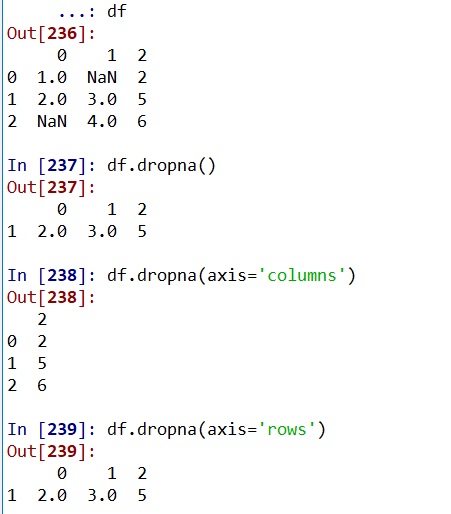 ...: df
Out[236]:
     0    1  2
0  1.0  NaN  2
1  2.0  3.0  5
2  NaN  4.0  6
In [237]: df.dropna()
Out[237]:
     0    1  2
1  2.0  3.0  5
In [238]: df.dropna(axis='columns')
Out[238]:
   2
0  2
1  5
2  6
In [239]: df.dropna(axis='rows')
Out[239]:
     0    1  2
1  2.0  3.0  5